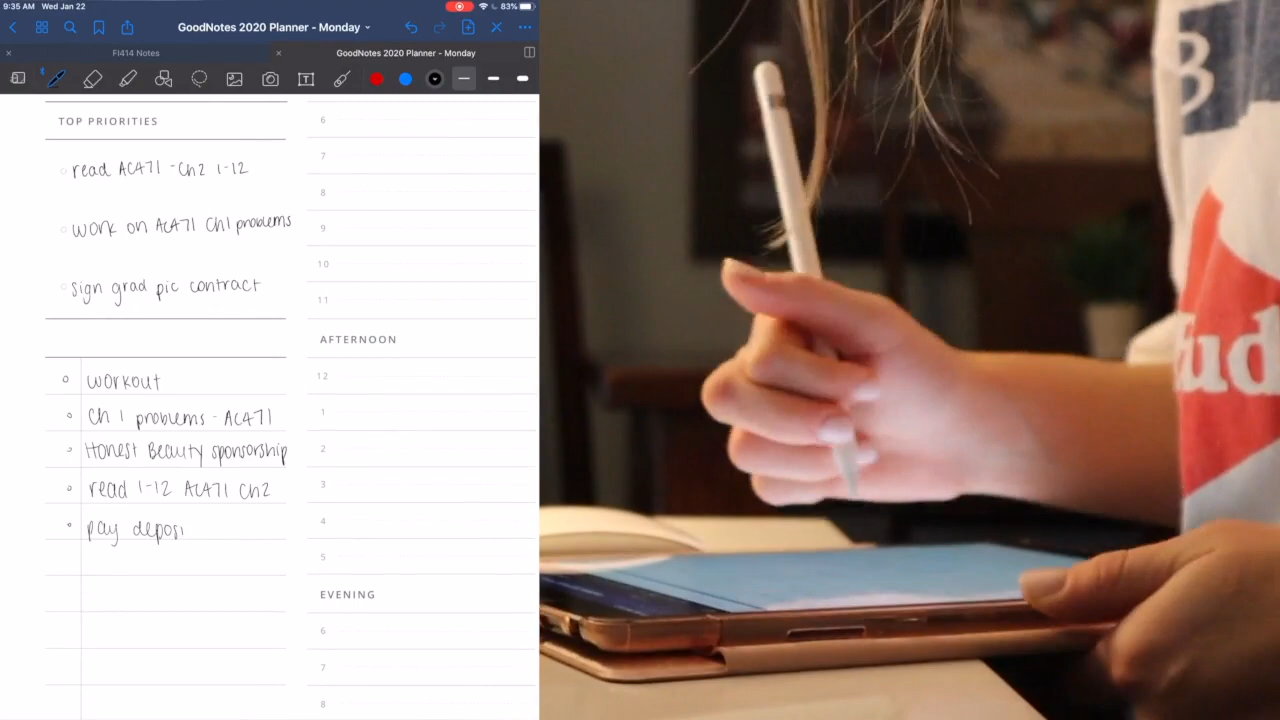 9:35 AM Wed Jan 22
83%
GoodNotes 2020 Planner - Monday
FI414 Notes
GoodNotes 2020 Planner - Monday
TOP PRIORITIES
read AC471 - Ch2 1-12
work on AC471 Ch1 problems
sign grad pic contract
workout
Ch 1 problems - AC471
Honest Beauty sponsorship
read 1-12 AC471 Ch2
pay deposi
6
7
8
9
10
11
AFTERNOON
12
1
2
3
4
5
EVENING
6
7
8